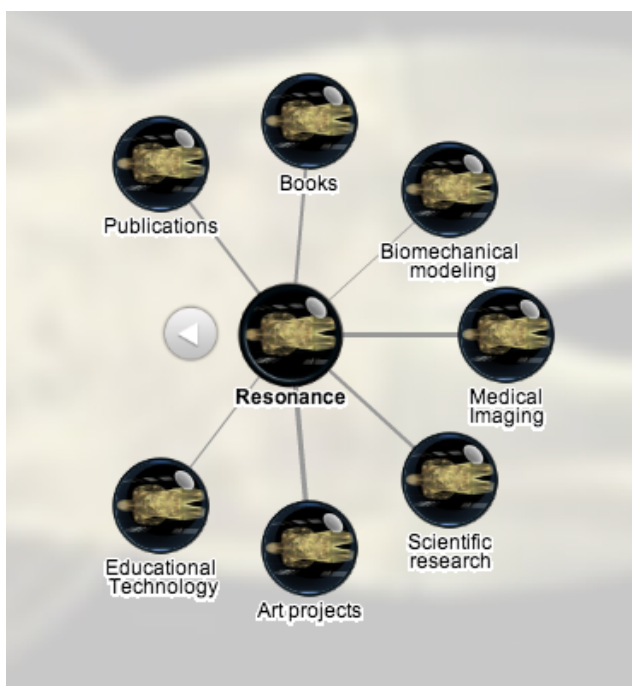 Books
Publications
Biomechanical
modeling
Resonance
Medical
Imaging
Scientific
research
Educational
Technology
Art projects